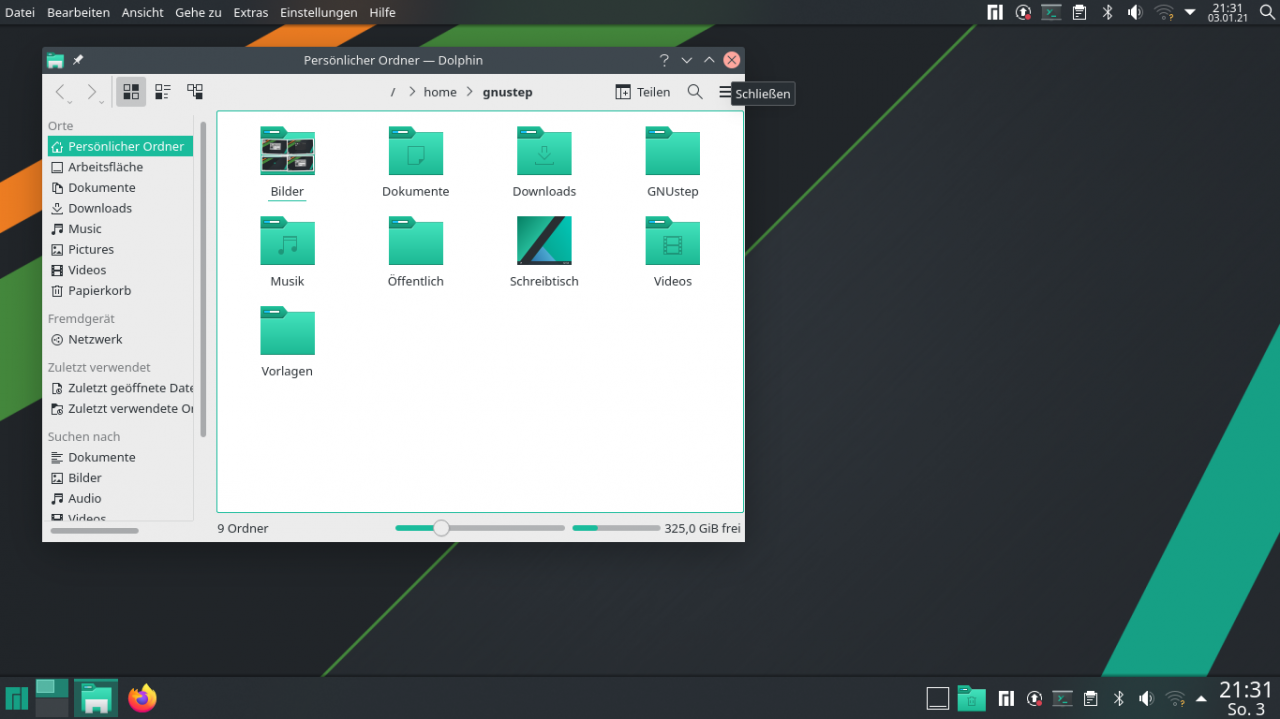 Datei Bearbeiten Ansicht Gehe zu Extras Einstellungen Hilfe
21:31
03.01.21
Persönlicher Ordner — Dolphin
/ > home > gnustep
Teilen
Schließen
Orte
Persönlicher Ordner
Arbeitsfläche
Dokumente
Downloads
Music
Pictures
Videos
Papierkorb
Fremdgerät
Netzwerk
Zuletzt verwendet
Zuletzt geöffnete Date
Zuletzt verwendete Or
Suchen nach
Dokumente
Bilder
Audio
Videos
Bilder Dokumente Downloads GNUstep
Musik Öffentlich Schreibtisch Videos
Vorlagen
9 Ordner
325,0 GiB frei
21:31
So. 3